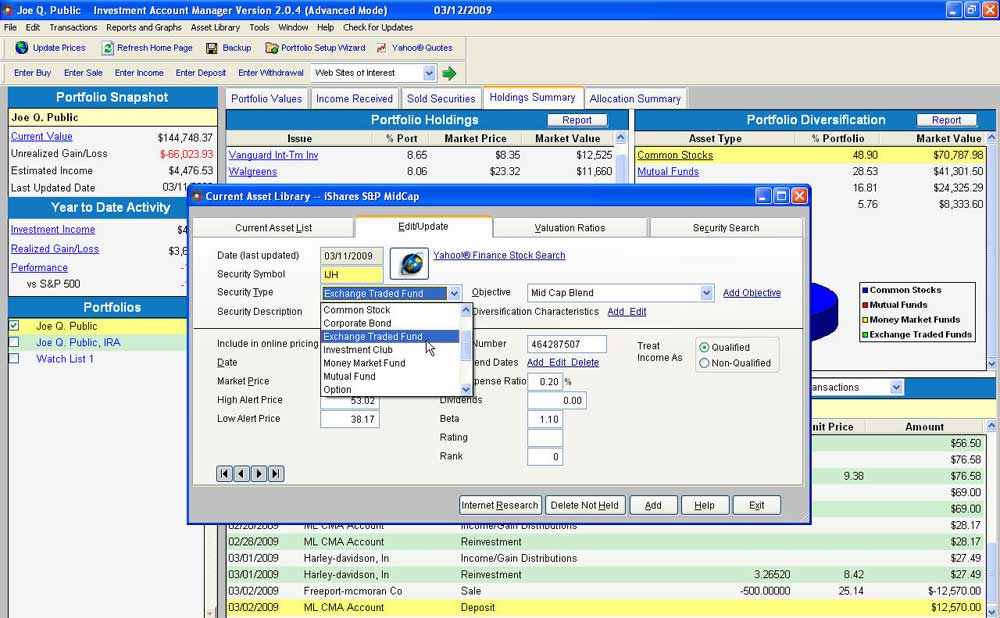 Joe Q. Public    Investment Account Manager Version 2.0.4 (Advanced Mode)    03/12/2009
File Edit Transactions Reports and Graphs Asset Library Tools Window Help Check for Updates
Update Prices Refresh Home Page Backup Portfolio Setup Wizard Yahoo® Quotes
Enter Buy Enter Sale Enter Income Enter Deposit Enter Withdrawal Web Sites of Interest
Portfolio Snapshot
Joe Q. Public
Current Value $144,748.37
Unrealized Gain/Loss $-66,023.93
Estimated Income $4,476.53
Last Updated Date 03/11
Year to Date Activity
Investment Income
Realized Gain/Loss
Performance
vs S&P 500
Portfolios
Joe Q. Public
Joe Q. Public, IRA
Watch List 1
Portfolio Values Income Received Sold Securities Holdings Summary Allocation Summary
Portfolio Holdings Report
Issue % Port Market Price Market Value
Vanguard Int-Tm Inv 8.65 $8.35 $12,525
Walgreens 8.06 $23.32 $11,660
Portfolio Diversification Report
Asset Type % Portfolio Market Value
Common Stocks 48.90 $70,787.98
Mutual Funds 28.53 $41,301.50
16.81 $24,325.29
5.76 $8,333.60
Common Stocks
Mutual Funds
Money Market Funds
Exchange Traded Funds
Current Asset Library -- iShares S&P MidCap
Current Asset List Edit/Update Valuation Ratios Security Search
Date (last updated) 03/11/2009 Yahoo!® Finance Stock Search
Security Symbol IJH
Security Type Exchange Traded Fund Objective Mid Cap Blend Add Objective
Security Description Diversification Characteristics Add Edit
Common Stock
Corporate Bond
Exchange Traded Fund
Investment Club
Money Market Fund
Mutual Fund
Option
Include in online pricing Number 464287507 Treat Income As Qualified
Non-Qualified
Date end Dates Add Edit Delete
Market Price pense Ratio 0.20 %
High Alert Price 53.02 Dividends 0.00
Low Alert Price 38.17 Beta 1.10
Rating
Rank 0
Internet Research Delete Not Held Add Help Exit
ansactions
nit Price Amount
$56.50
$76.58
9.38 $76.58
$69.00
$69.00
02/28/2009 ML CMA Account Income/Gain Distributions $28.17
02/28/2009 ML CMA Account Reinvestment $28.17
03/01/2009 Harley-davidson, In Income/Gain Distributions $27.49
03/01/2009 Harley-davidson, In Reinvestment 3.26520 8.42 $27.49
03/02/2009 Freeport-mcmoran Co Sale -500.00000 25.14 $-12,570.00
03/02/2009 ML CMA Account Deposit $12,570.00